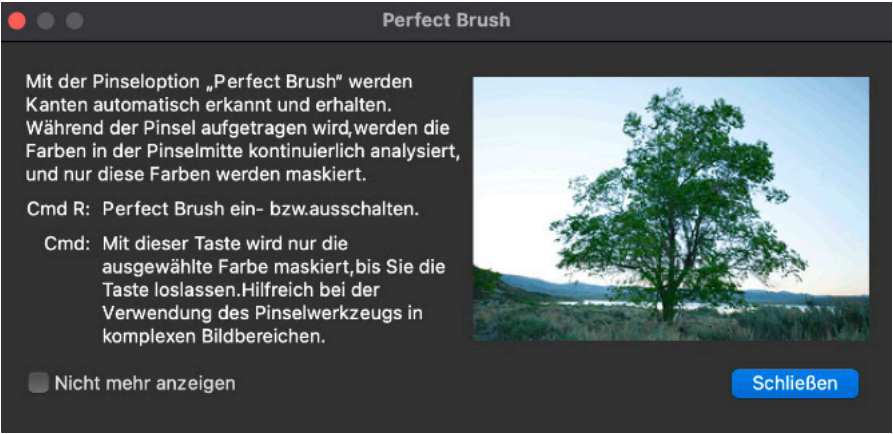 Perfect Brush
Mit der Pinseloption „Perfect Brush“ werden
Kanten automatisch erkannt und erhalten.
Während der Pinsel aufgetragen wird,werden die
Farben in der Pinselmitte kontinuierlich analysiert,
und nur diese Farben werden maskiert.
Cmd R: Perfect Brush ein- bzw.ausschalten.
Cmd: Mit dieser Taste wird nur die
ausgewählte Farbe maskiert,bis Sie die
Taste loslassen.Hilfreich bei der
Verwendung des Pinselwerkzeugs in
komplexen Bildbereichen.
Nicht mehr anzeigen
Schließen